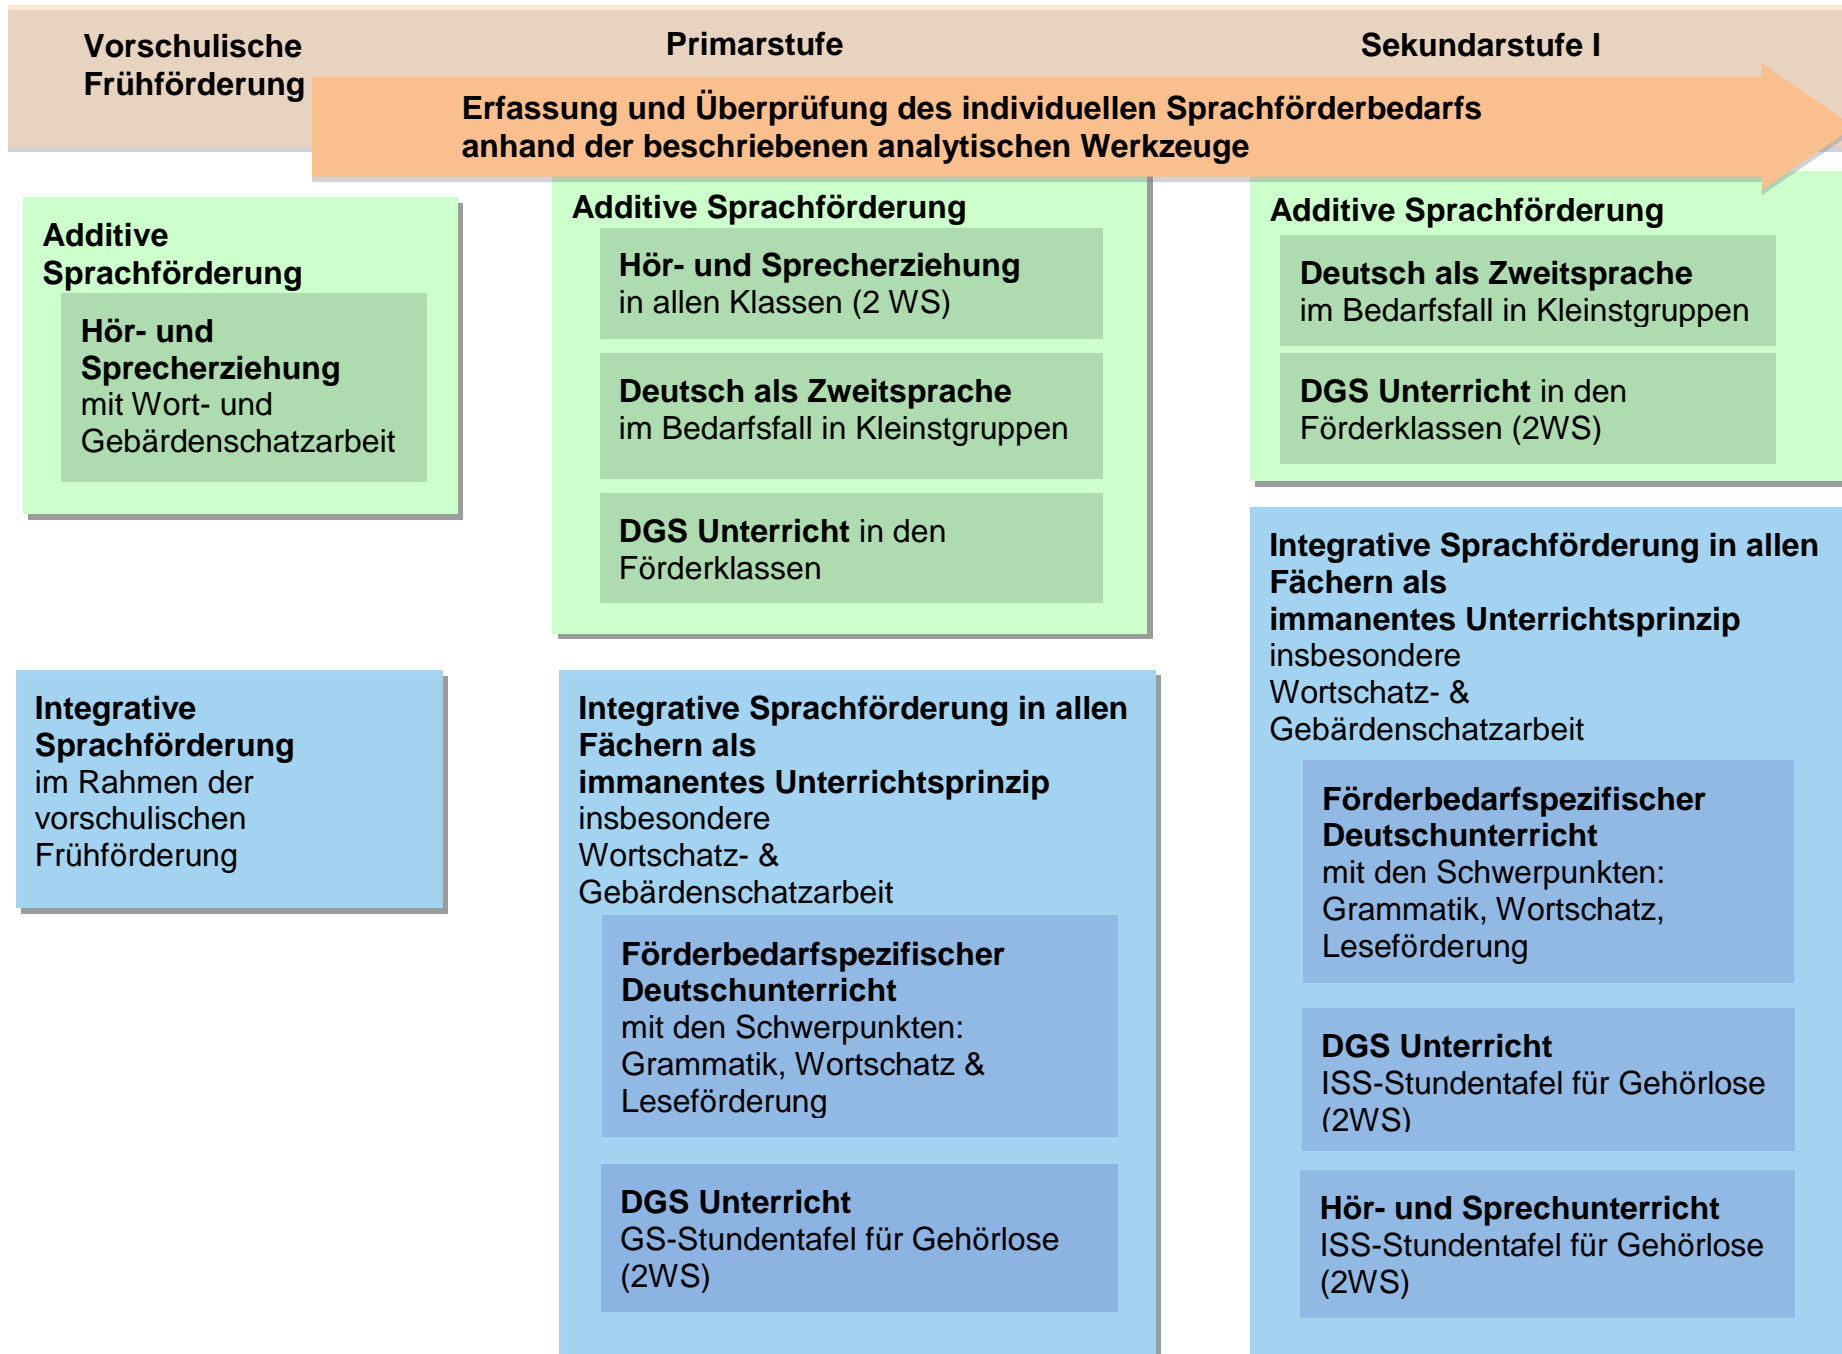 Vorschulische
Frühförderung
Primarstufe
Sekundarstufe I
Erfassung und Überprüfung des individuellen Sprachförderbedarfs
anhand der beschriebenen analytischen Werkzeuge
Additive
Sprachförderung
Hör- und
Sprecherziehung
mit Wort- und
Gebärdenschatzarbeit
Integrative
Sprachförderung
im Rahmen der
vorschulischen
Frühförderung
Additive Sprachförderung
Hör- und Sprecherziehung
in allen Klassen (2 WS)
Deutsch als Zweitsprache
im Bedarfsfall in Kleinstgruppen
DGS Unterricht in den
Förderklassen
Integrative Sprachförderung in allen
Fächern als
immanentes Unterrichtsprinzip
insbesondere
Wortschatz- &
Gebärdenschatzarbeit
Förderbedarfspezifischer
Deutschunterricht
mit den Schwerpunkten:
Grammatik, Wortschatz &
Leseförderung
DGS Unterricht
GS-Stundentafel für Gehörlose
(2WS)
Additive Sprachförderung
Deutsch als Zweitsprache
im Bedarfsfall in Kleinstgruppen
DGS Unterricht in den
Förderklassen (2WS)
Integrative Sprachförderung in allen
Fächern als
immanentes Unterrichtsprinzip
insbesondere
Wortschatz- &
Gebärdenschatzarbeit
Förderbedarfspezifischer
Deutschunterricht
mit den Schwerpunkten:
Grammatik, Wortschatz,
Leseförderung
DGS Unterricht
ISS-Stundentafel für Gehörlose
(2WS)
Hör- und Sprechunterricht
ISS-Stundentafel für Gehörlose
(2WS)